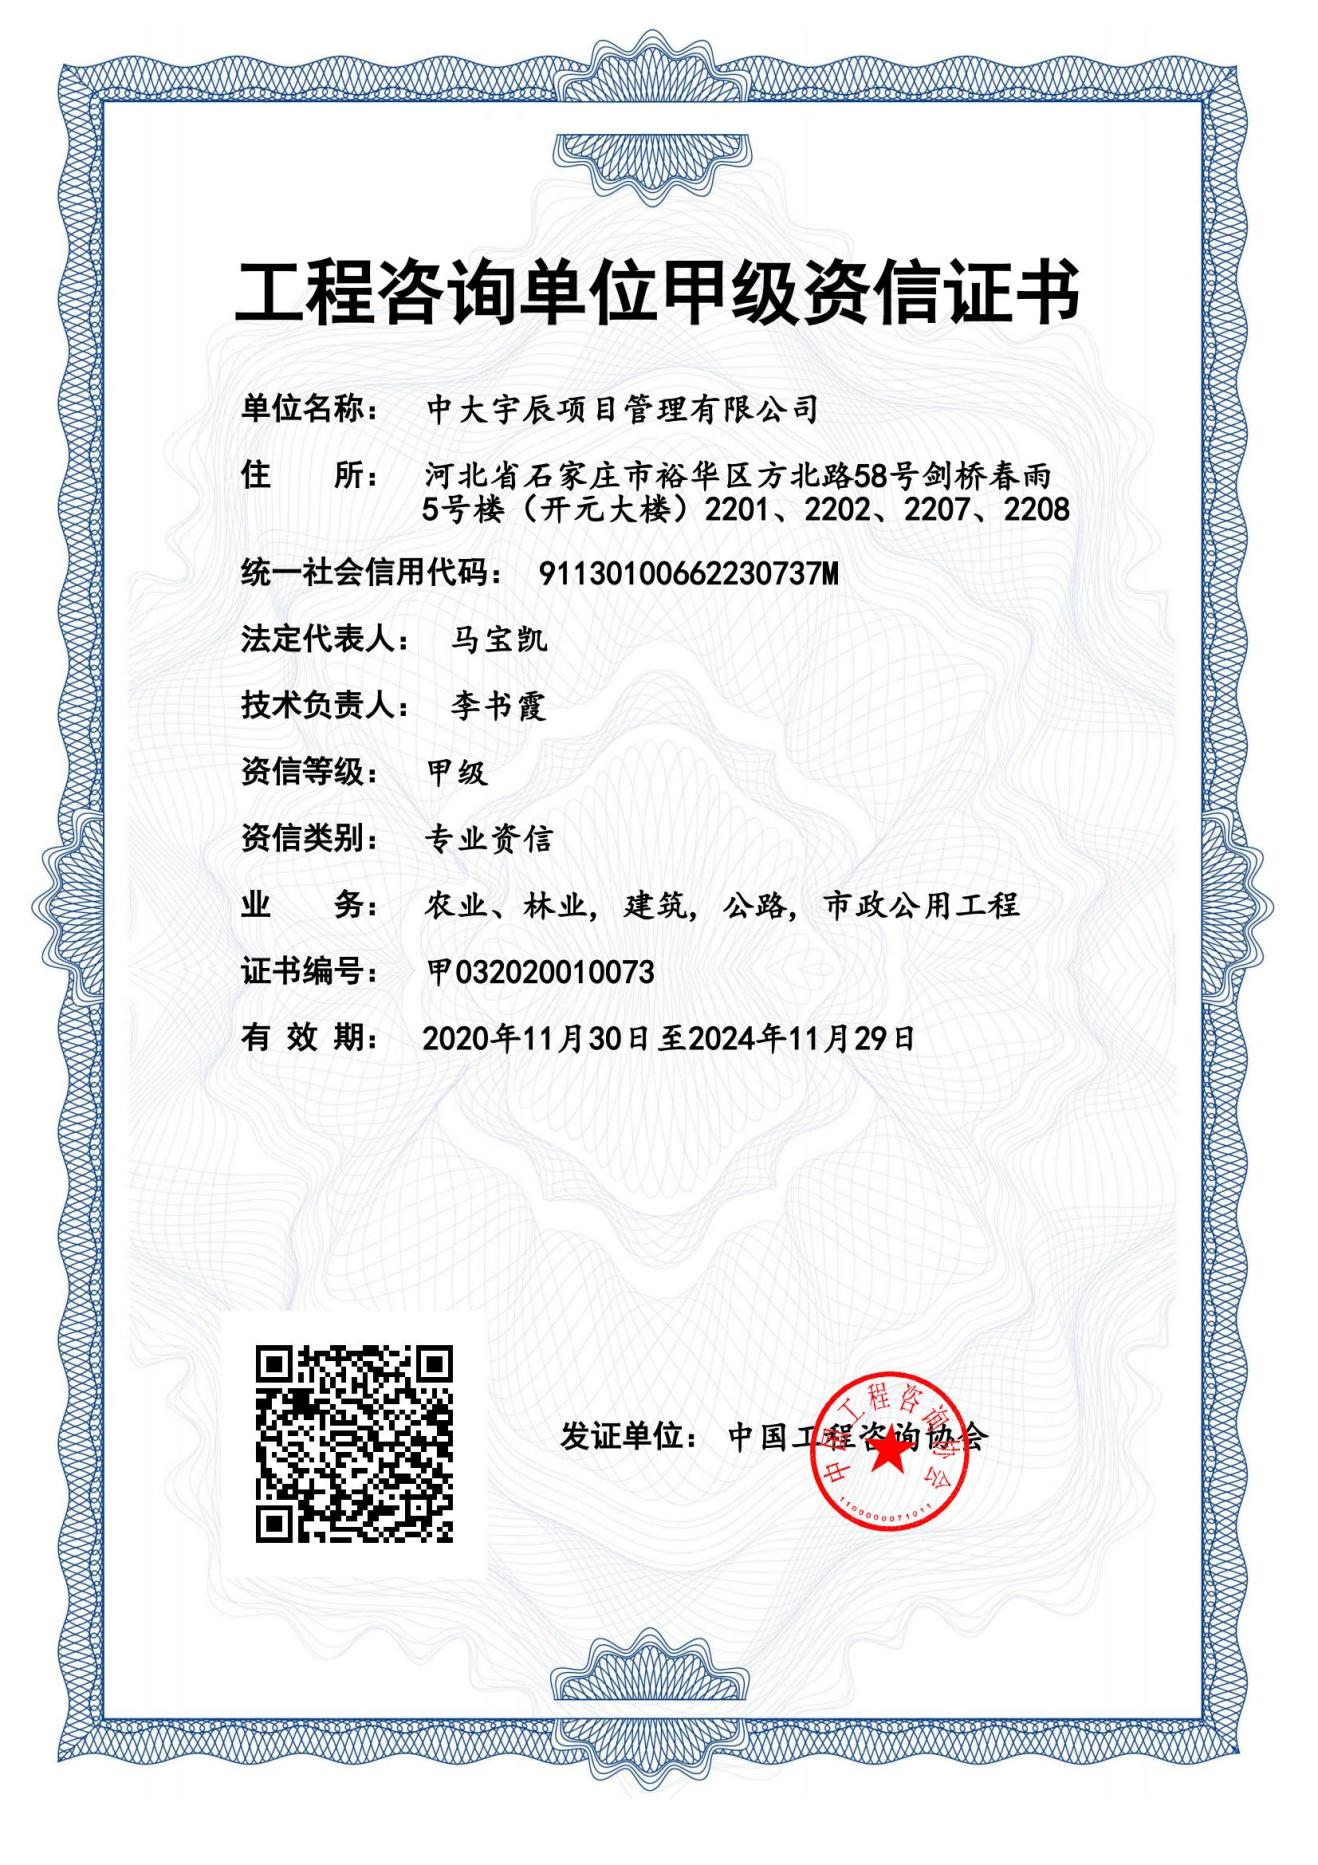 工程咨询单位甲级资信证书
单位名称： 中大宇辰项目管理有限公司
住 所： 河北省石家庄市裕华区方北路58号剑桥春雨
5号楼（开元大楼）2201、2202、2207、2208
统一社会信用代码： 91130100662230737M
法定代表人： 马宝凯
技术负责人： 李书霞
资信等级： 甲级
资信类别： 专业资信
业 务： 农业、林业, 建筑, 公路, 市政公用工程
证书编号： 甲032020010073
有 效 期： 2020年11月30日至2024年11月29日
发证单位： 中国工程咨询协会
中国工程咨询协会
1100000071011